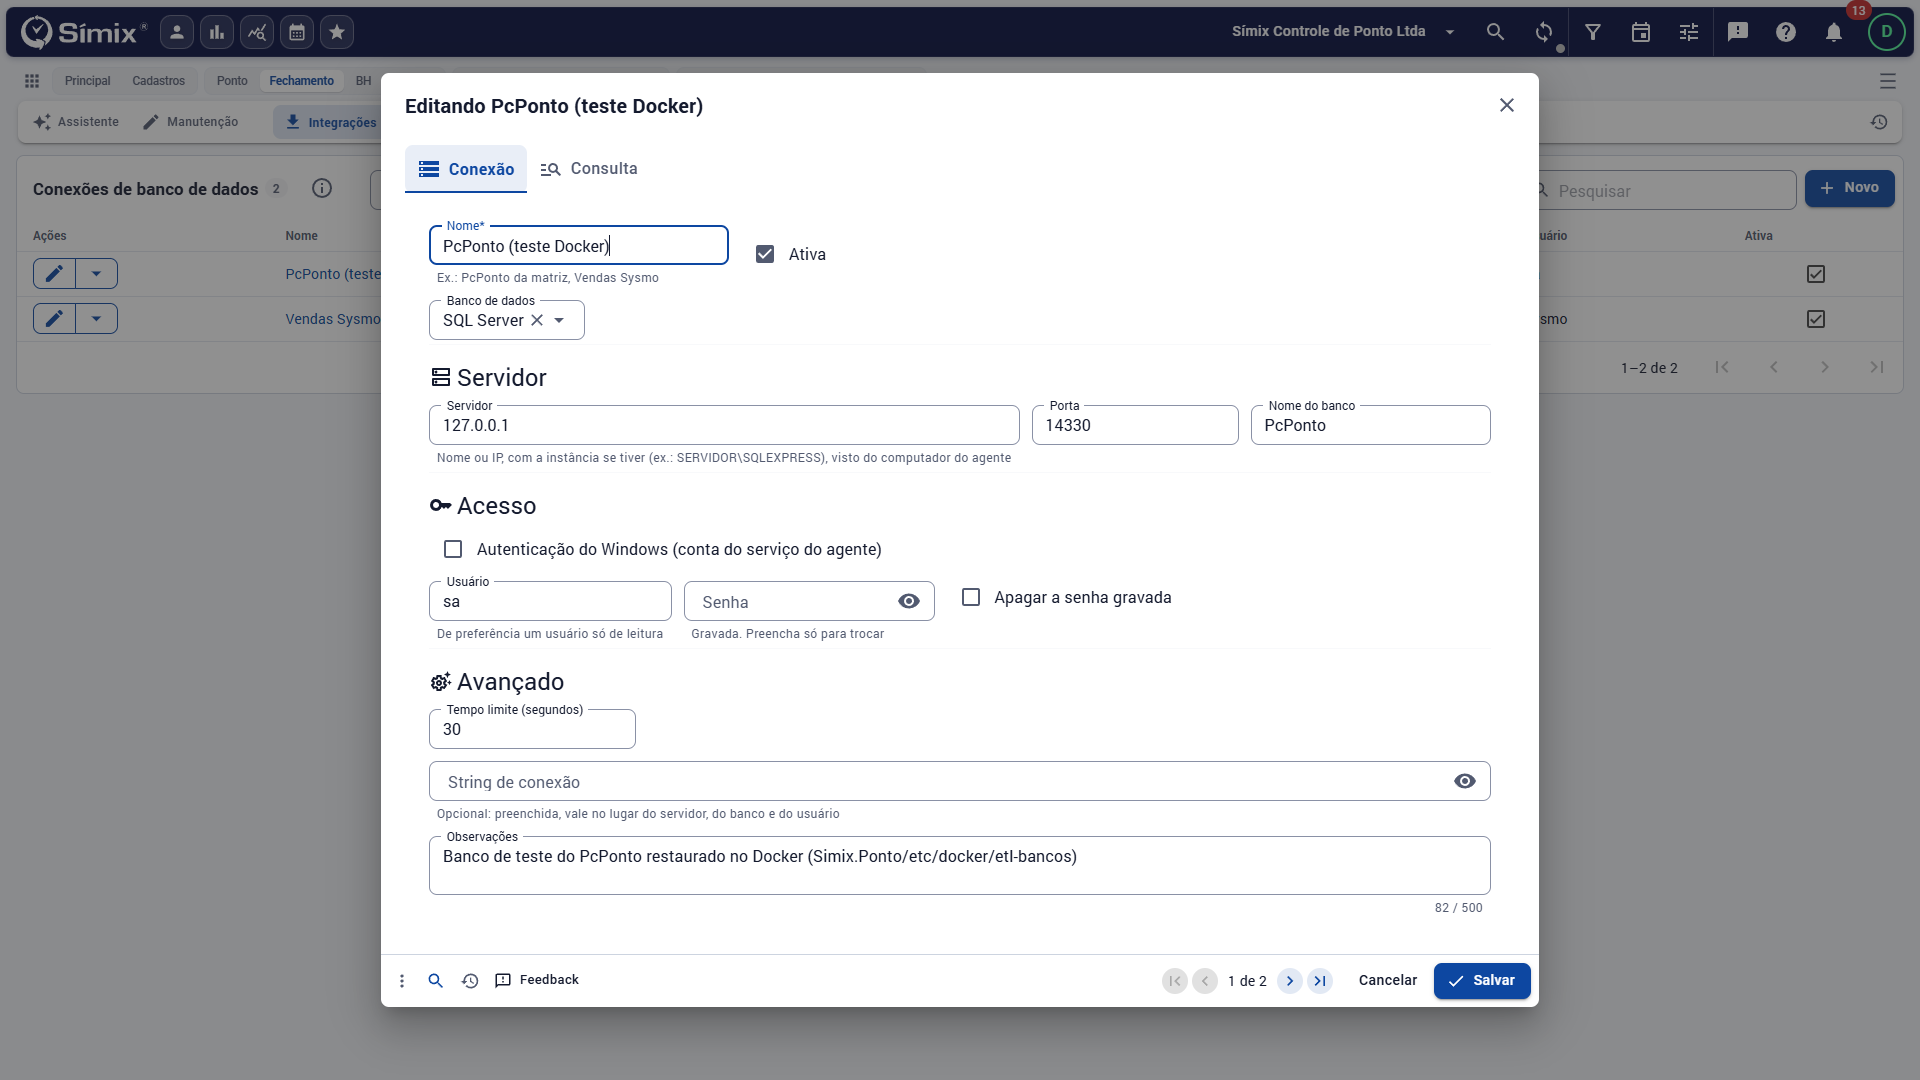 Símix®
Símix Controle de Ponto Ltda
13
D
Principal
Cadastros
Ponto
Fechamento
BH
Assistente
Manutenção
Integrações
Conexões de banco de dados 2
Pesquisar
Novo
Ações
Nome
uário
Ativa
PcPonto (teste
Vendas Sysmo
smo
1–2 de 2
Editando PcPonto (teste Docker)
Conexão
Consulta
Nome*
PcPonto (teste Docker)
Ativa
Ex.: PcPonto da matriz, Vendas Sysmo
Banco de dados
SQL Server
Servidor
Servidor
127.0.0.1
Porta
14330
Nome do banco
PcPonto
Nome ou IP, com a instância se tiver (ex.: SERVIDOR\SQLEXPRESS), visto do computador do agente
Acesso
Autenticação do Windows (conta do serviço do agente)
Usuário
sa
Senha
Apagar a senha gravada
De preferência um usuário só de leitura
Gravada. Preencha só para trocar
Avançado
Tempo limite (segundos)
30
String de conexão
Opcional: preenchida, vale no lugar do servidor, do banco e do usuário
Observações
Banco de teste do PcPonto restaurado no Docker (Simix.Ponto/etc/docker/etl-bancos)
82 / 500
Feedback
1 de 2
Cancelar
Salvar